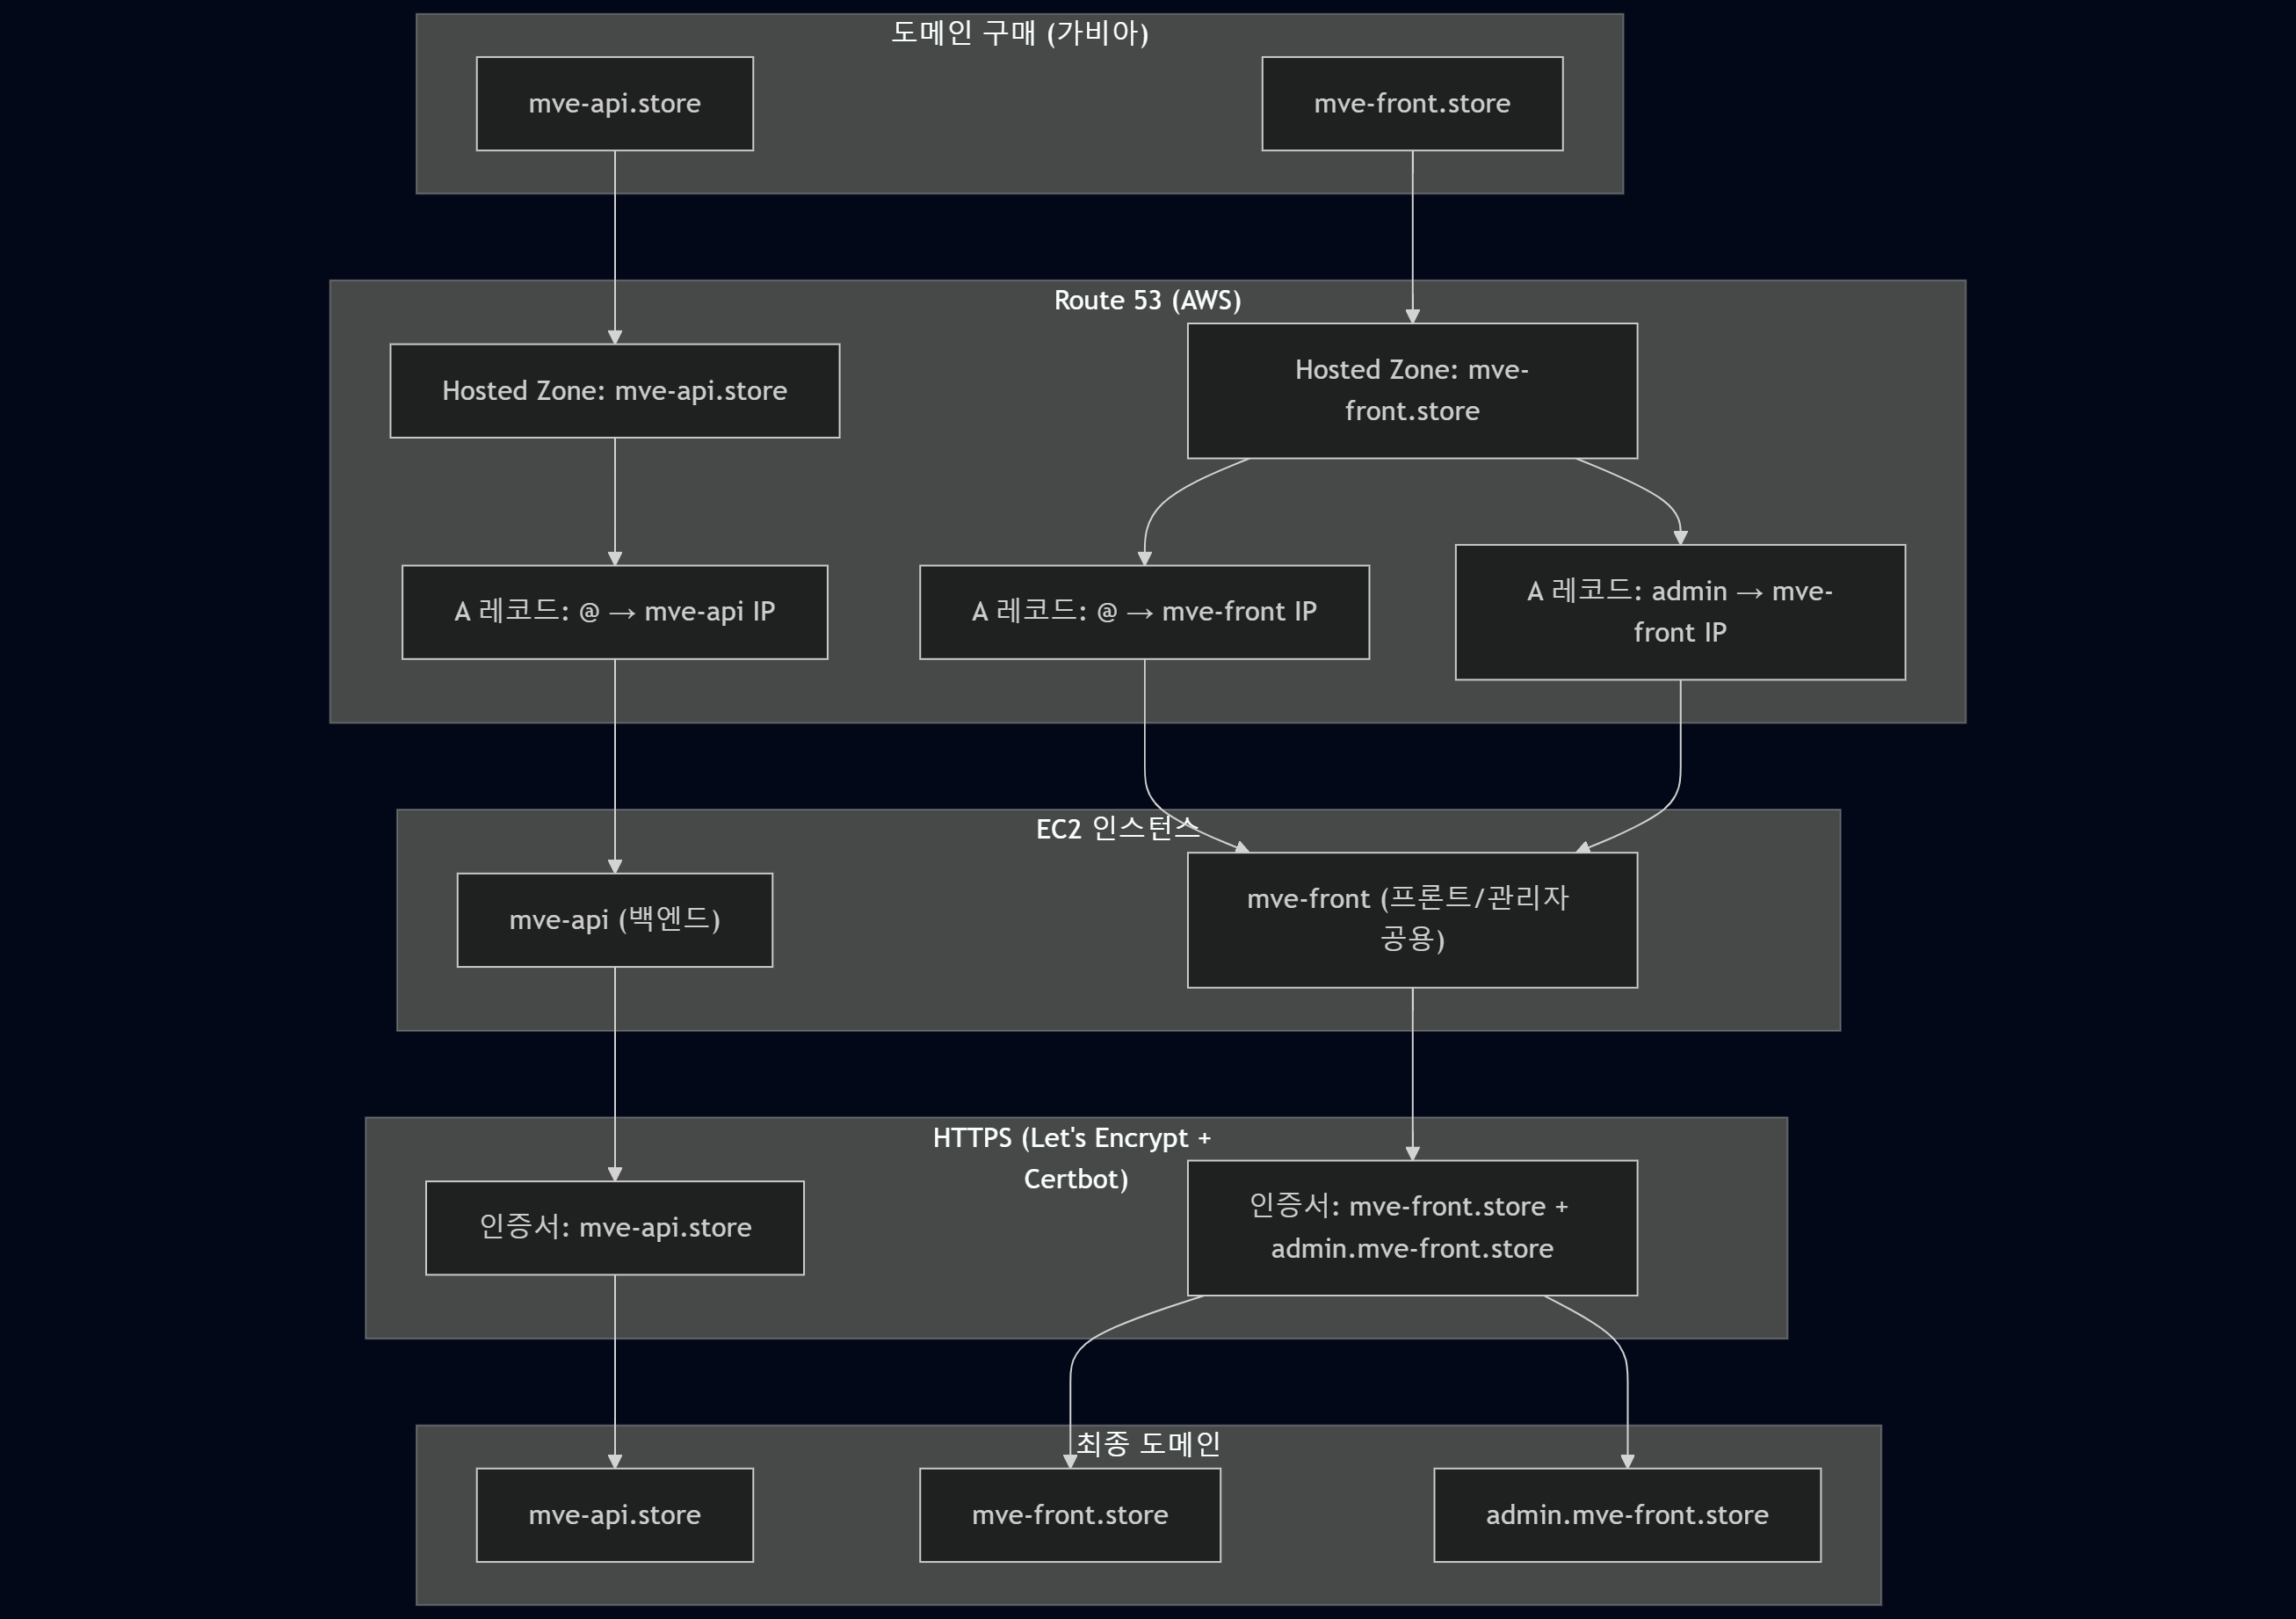 도메인 구매 (가비아)
mve-api.store
mve-front.store
Route 53 (AWS)
Hosted Zone: mve-api.store
Hosted Zone: mve-
front.store
A 레코드: @ → mve-api IP
A 레코드: @ → mve-front IP
A 레코드: admin → mve-
front IP
EC2 인스턴스
mve-api (백엔드)
mve-front (프론트/관리자
공용)
HTTPS (Let's Encrypt +
Certbot)
인증서: mve-api.store
인증서: mve-front.store +
admin.mve-front.store
최종 도메인
mve-api.store
mve-front.store
admin.mve-front.store